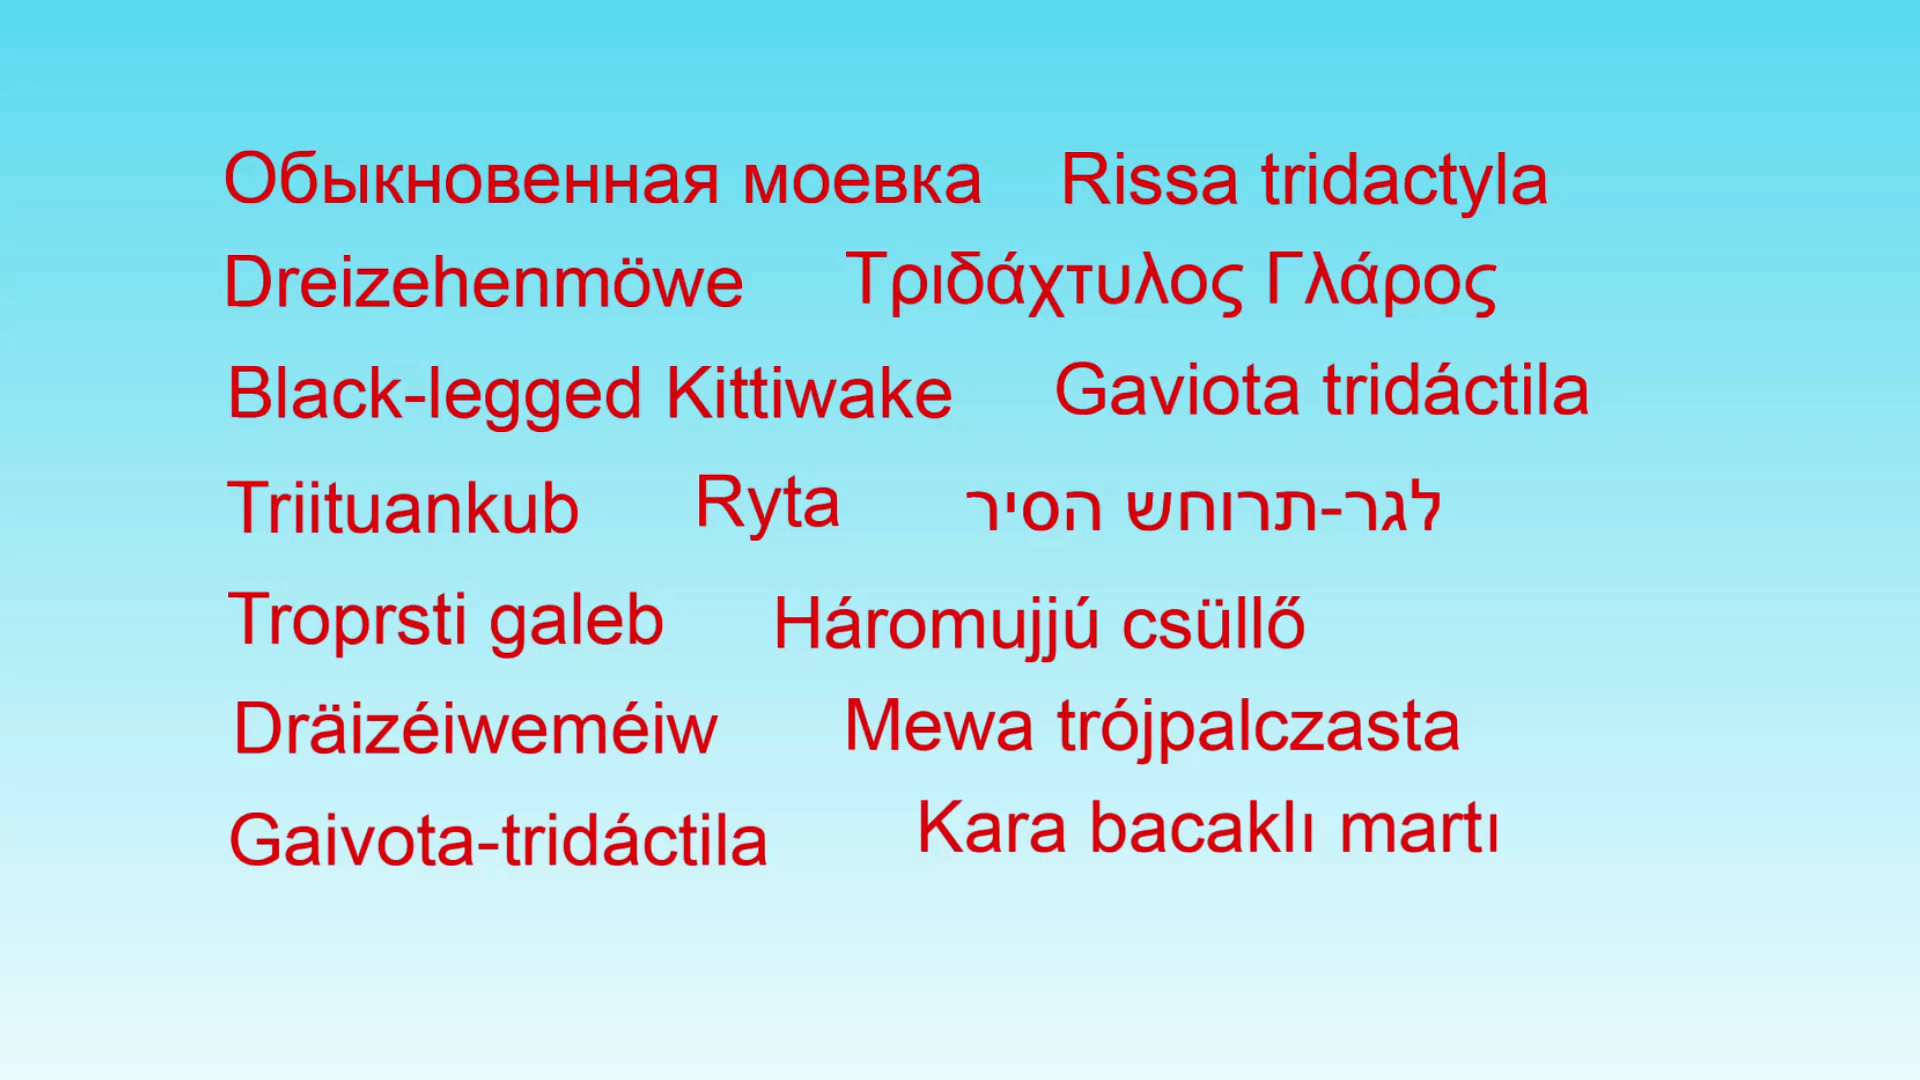 Обыкновенная моевка Rissa tridactyla
Dreizehenmöwe Τριδάχτυλος Γλάρος
Black-legged Kittiwake Gaviota tridáctila
Triituankub Ryta לגר-תרוחש הסיר
Troprsti galeb Háromujjú csüllő
Dräizéiweméiw Mewa trójpalczasta
Gaivota-tridáctila Kara bacaklı martı